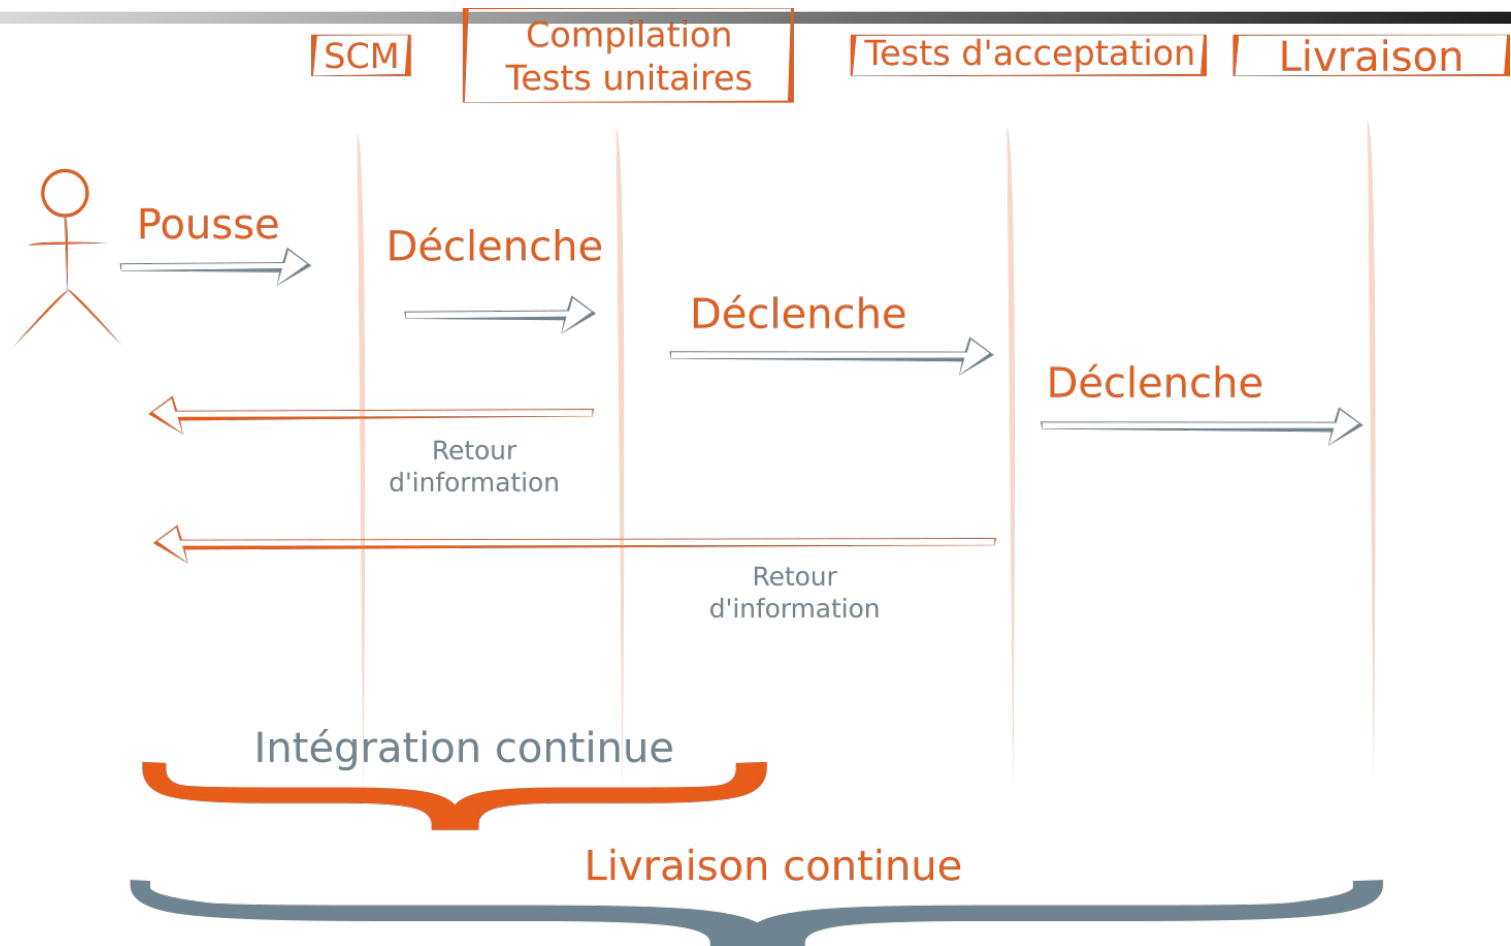 SCM
Compilation
Tests unitaires
Tests d'acceptation
Livraison
Pousse
Déclenche
Déclenche
Déclenche
Retour
d'information
Retour
d'information
Intégration continue
Livraison continue